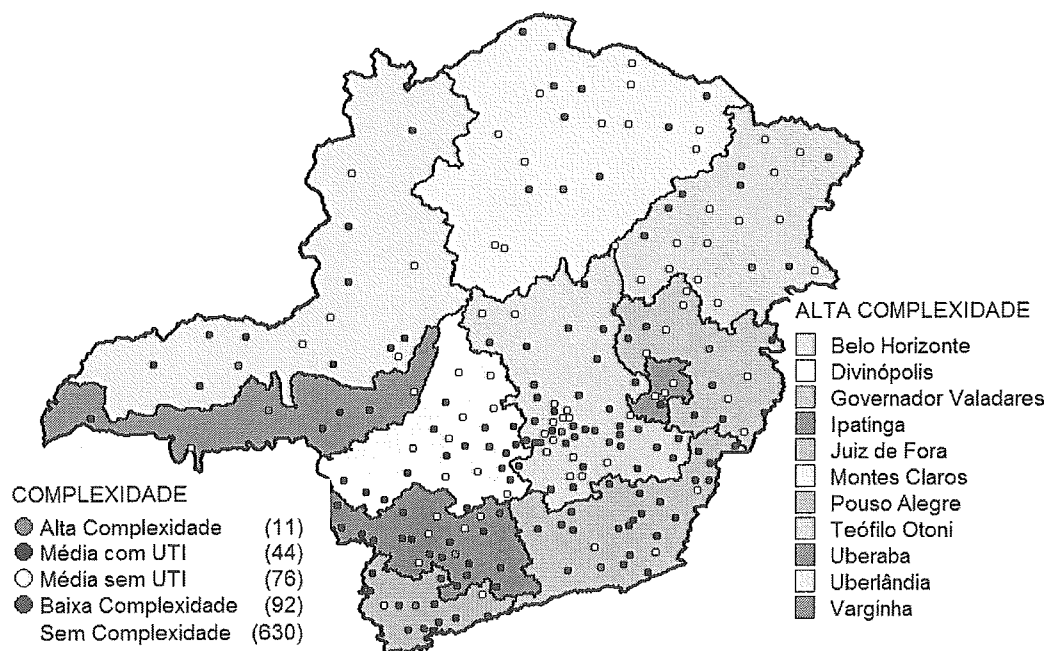 ALTA COMPLEXIDADE
Belo Horizonte
Divinópolis
Governador Valadares
Ipatinga
Juiz de Fora
Montes Claros
Pouso Alegre
Teófilo Otoni
Uberaba
Uberlândia
Vargínha
COMPLEXIDADE
Alta Complexidade (11)
Média com UTI (44)
Média sem UTI (76)
Baixa Complexidade (92)
Sem Complexidade (630)